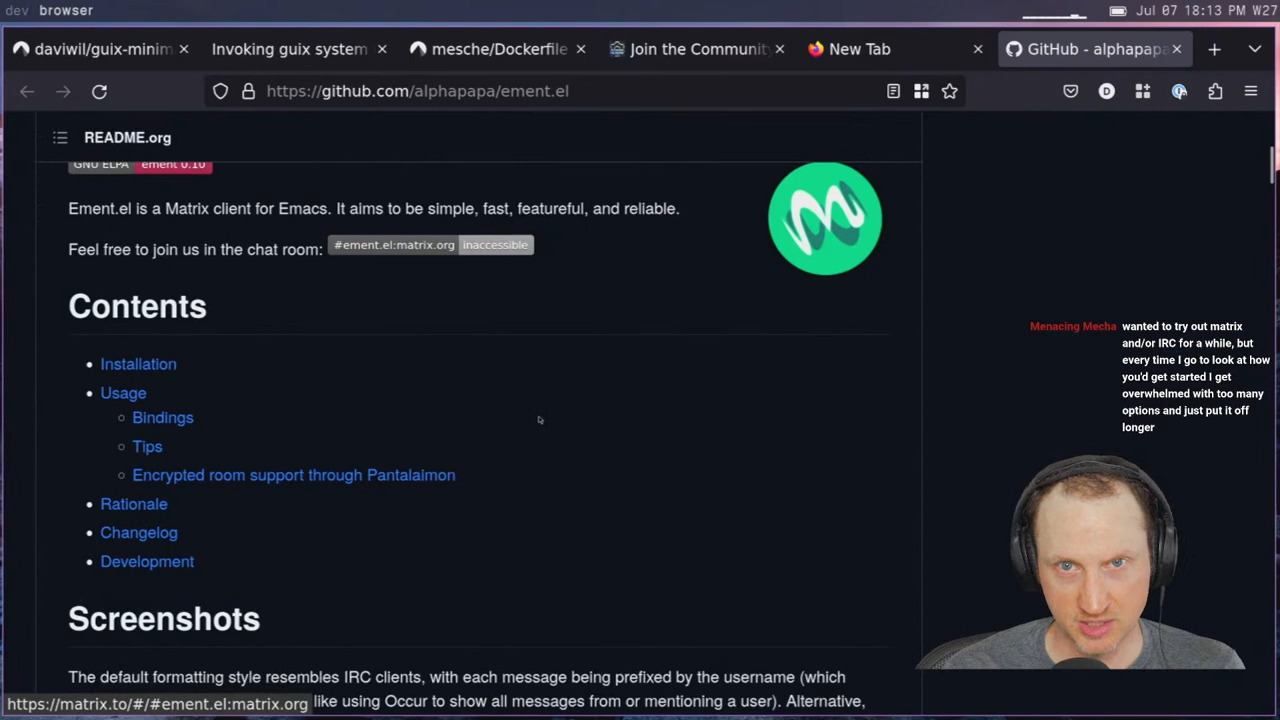 dev browser
Jul 07 18:13 PM W27
daviwil/guix-minim
Invoking guix system
mesche/Dockerfile
Join the Community
New Tab
GitHub - alphapapa
https://github.com/alphapapa/ement.el
README.org
GNU ELPA ement 0.10
Ement.el is a Matrix client for Emacs. It aims to be simple, fast, featureful, and reliable.
Feel free to join us in the chat room: #ement.el:matrix.org inaccessible
Contents
Installation
Usage
Bindings
Tips
Encrypted room support through Pantalaimon
Rationale
Changelog
Development
Screenshots
The default formatting style resembles IRC clients, with each message being prefixed by the username (which
like using Occur to show all messages from or mentioning a user). Alternative,
https://matrix.to/#/#ement.el:matrix.org
Menacing Mecha wanted to try out matrix
and/or IRC for a while, but
every time I go to look at how
you'd get started I get
overwhelmed with too many
options and just put it off
longer